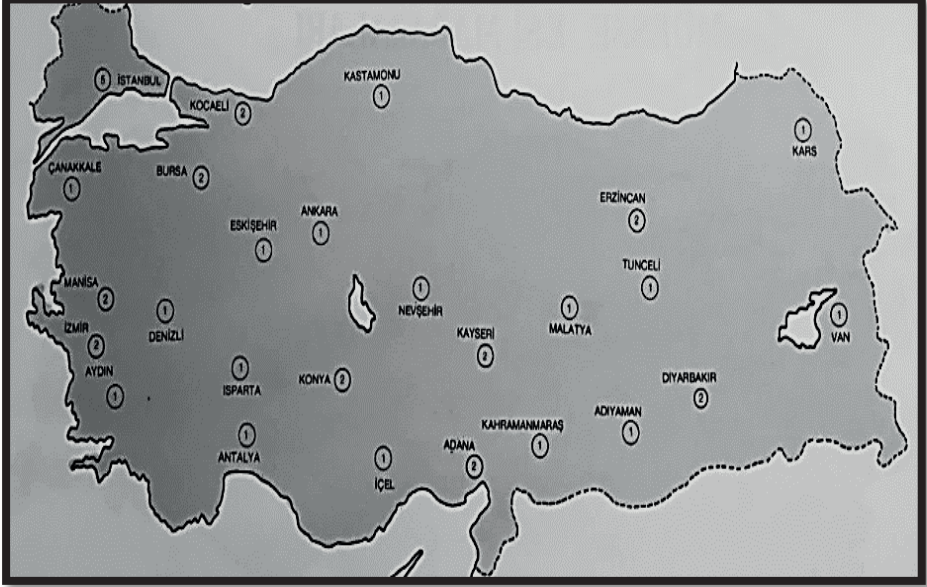 5 İSTANBUL
KASTAMONU
1
KOCAELİ 2
1
KARS
ÇANAKKALE
1
BURSA 2
ERZİNCAN
2
ANKARA
1
ESKİŞEHİR
1
TUNCELİ
1
MANİSA
2
1
DENİZLİ
1
NEVŞEHİR
1
MALATYA
1
VAN
İZMİR
2
KAYSERİ
2
AYDIN
1
1
ISPARTA
KONYA 2
DİYARBAKIR
2
ADIYAMAN
1
KAHRAMANMARAŞ
1
1
ANTALYA
1
İÇEL
ADANA
2